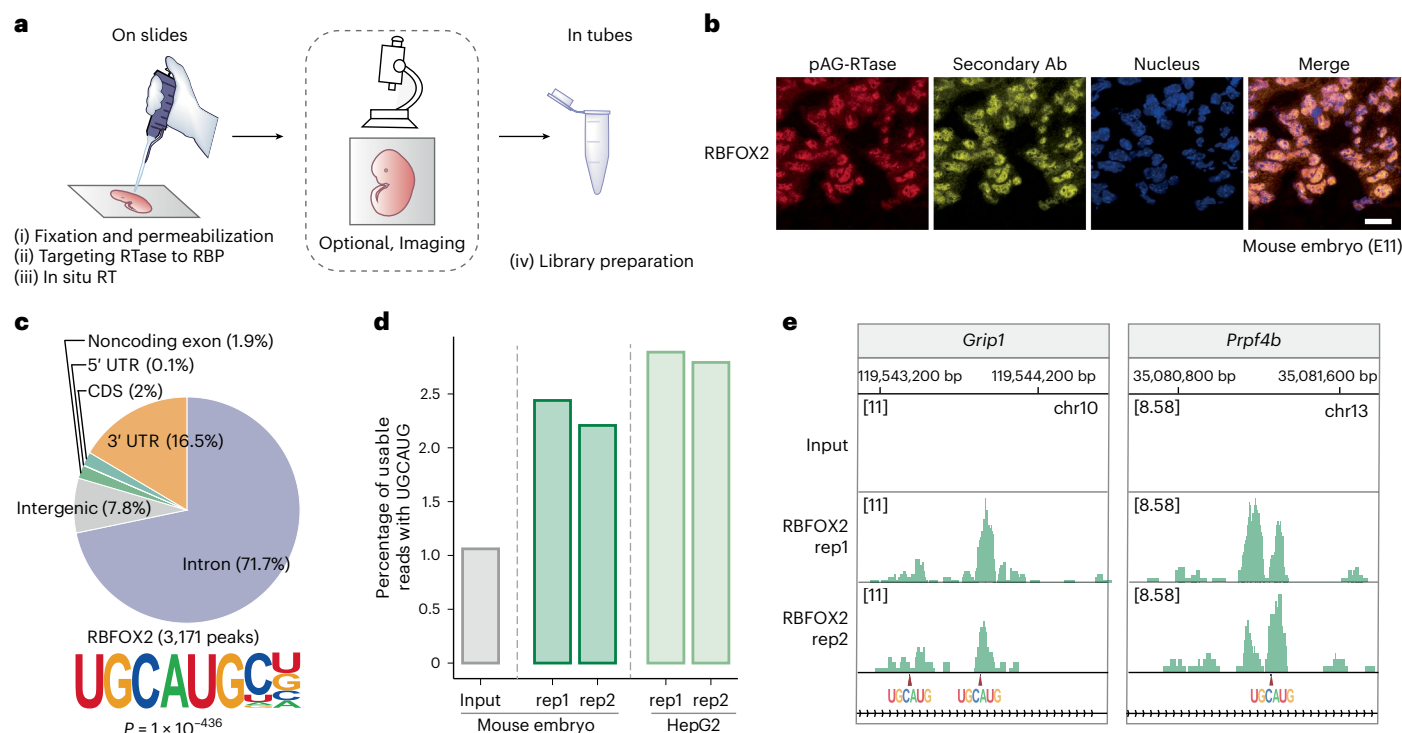 a
On slides
In tubes
(i) Fixation and permeabilization
(ii) Targeting RTase to RBP
(iii) In situ RT
Optional, Imaging
(iv) Library preparation
b
pAG-RTase
Secondary Ab
Nucleus
Merge
RBFOX2
Mouse embryo (E11)
c
Noncoding exon (1.9%)
5′ UTR (0.1%)
CDS (2%)
3′ UTR (16.5%)
Intergenic (7.8%)
Intron (71.7%)
RBFOX2 (3,171 peaks)
UGCAUGCU
U G
A C
A
P = 1 × 10⁻⁴³⁶
d
Percentage of usable
reads with UGCAUG
2.5
2.0
1.5
1.0
0.5
0
Input
rep1
rep2
rep1
rep2
Mouse embryo
HepG2
e
Grip1
119,543,200 bp
119,544,200 bp
[11]
chr10
Input
[11]
RBFOX2
rep1
[11]
RBFOX2
rep2
UGCAUG
UGCAUG
Prpf4b
35,080,800 bp
35,081,600 bp
[8.58]
chr13
[8.58]
[8.58]
UGCAUG